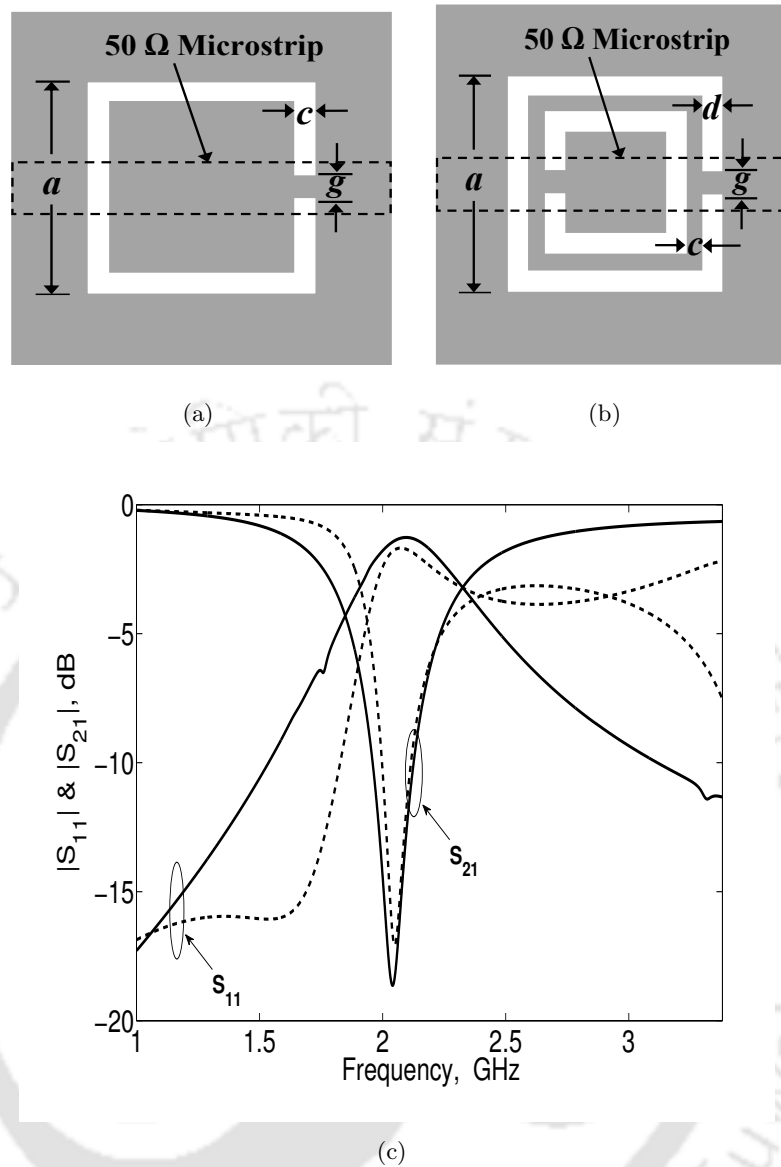 50 Ω Microstrip
c
a
g
(a)
50 Ω Microstrip
d
a
g
c
(b)
|S11| & |S21|, dB
0
−5
−10
−15
−20
S21
S11
1
1.5
2
2.5
3
Frequency, GHz
(c)